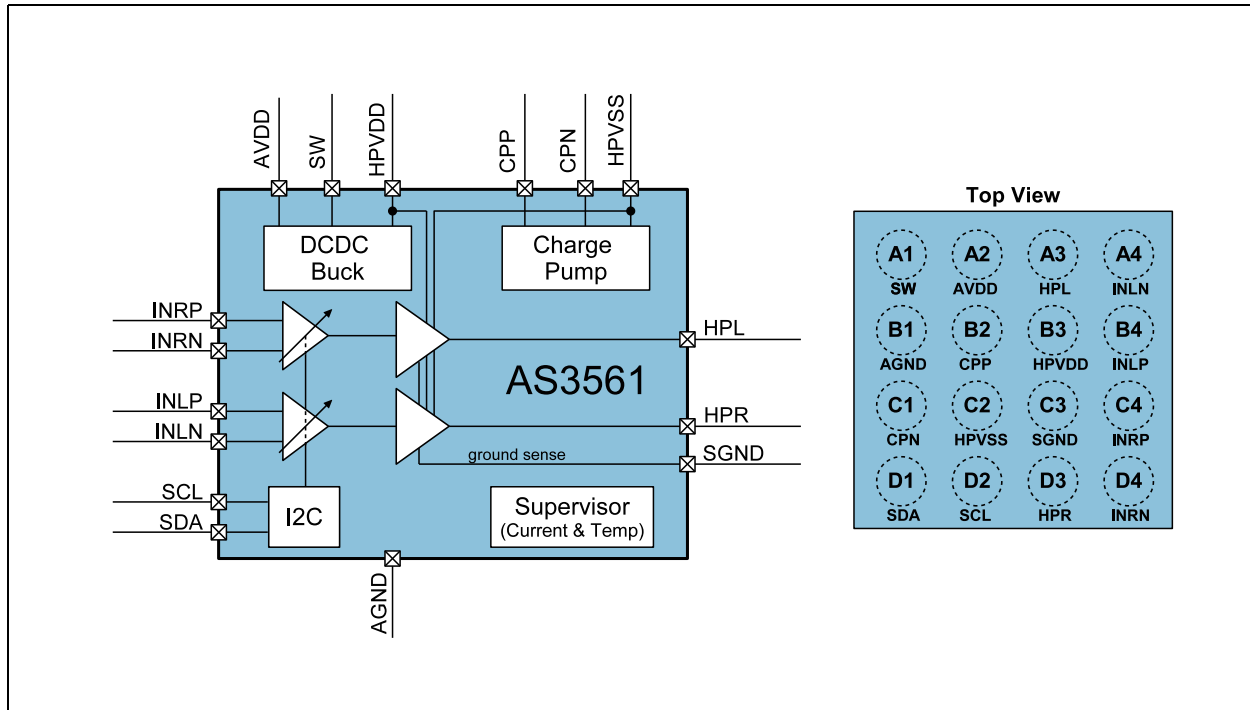 AVDD
SW
HPVDD
CPP
CPN
HPVSS
DCDC
Buck
Charge
Pump
INRP
INRN
HPL
AS3561
INLP
INLN
HPR
ground sense
SGND
SCL
SDA
I2C
Supervisor
(Current & Temp)
AGND
Top View
A1 A2 A3 A4
SW AVDD HPL INLN
B1 B2 B3 B4
AGND CPP HPVDD INLP
C1 C2 C3 C4
CPN HPVSS SGND INRP
D1 D2 D3 D4
SDA SCL HPR INRN